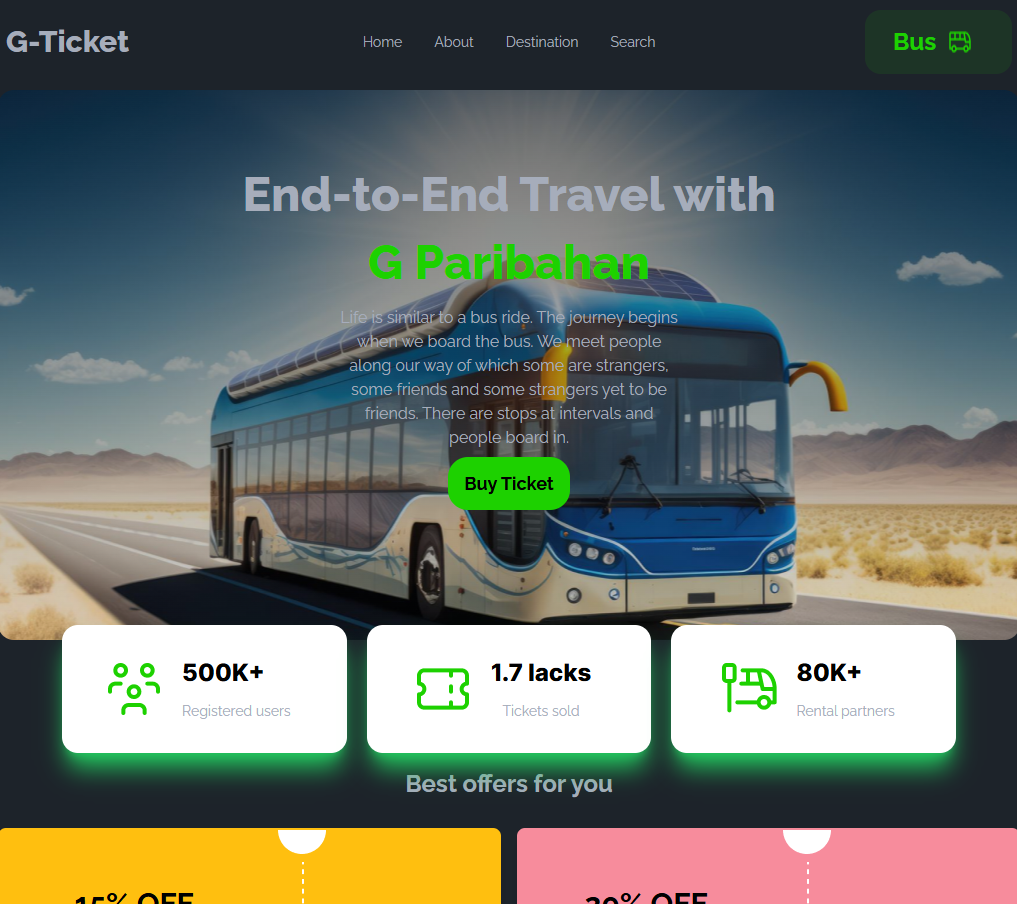 G-Ticket
Home About Destination Search
Bus
End-to-End Travel with
G Paribahan
Life is similar to a bus ride. The journey begins
when we board the bus. We meet people
along our way of which some are strangers,
some friends and some strangers yet to be
friends. There are stops at intervals and
people board in.
Buy Ticket
500K+
Registered users
1.7 lacks
Tickets sold
80K+
Rental partners
Best offers for you
15% OFF
20% OFF